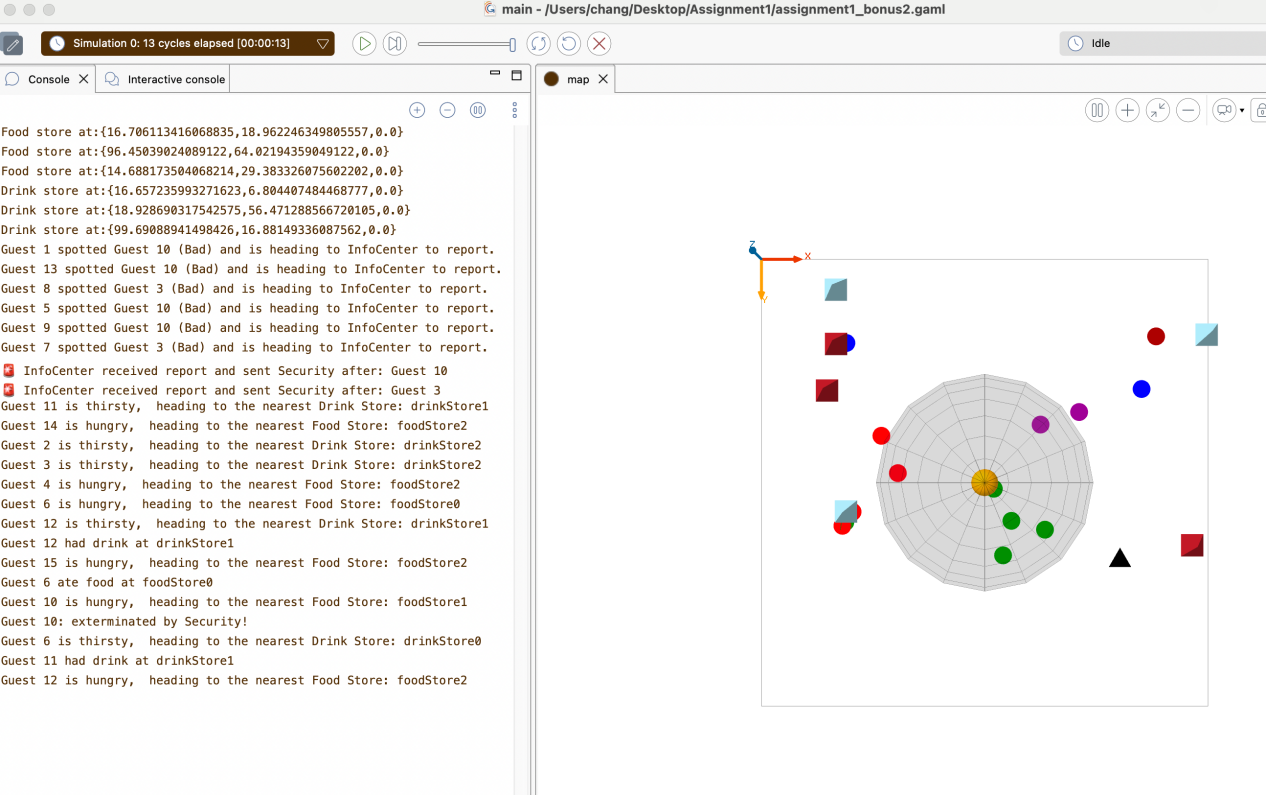 main - /Users/chang/Desktop/Assignment1/assignment1_bonus2.gaml
Simulation 0: 13 cycles elapsed [00:00:13]
Idle
Console
Interactive console
map
Food store at:{16.706113416068835,18.962246349805557,0.0}
Food store at:{96.45039024089122,64.02194359049122,0.0}
Food store at:{14.688173504068214,29.383326075602202,0.0}
Drink store at:{16.657235993271623,6.804407484468777,0.0}
Drink store at:{18.928690317542575,56.471288566720105,0.0}
Drink store at:{99.69088941498426,16.88149336087562,0.0}
Guest 1 spotted Guest 10 (Bad) and is heading to InfoCenter to report.
Guest 13 spotted Guest 10 (Bad) and is heading to InfoCenter to report.
Guest 8 spotted Guest 3 (Bad) and is heading to InfoCenter to report.
Guest 5 spotted Guest 10 (Bad) and is heading to InfoCenter to report.
Guest 9 spotted Guest 10 (Bad) and is heading to InfoCenter to report.
Guest 7 spotted Guest 3 (Bad) and is heading to InfoCenter to report.
🚨 InfoCenter received report and sent Security after: Guest 10
🚨 InfoCenter received report and sent Security after: Guest 3
Guest 11 is thirsty,  heading to the nearest Drink Store: drinkStore1
Guest 14 is hungry,  heading to the nearest Food Store: foodStore2
Guest 2 is thirsty,  heading to the nearest Drink Store: drinkStore2
Guest 3 is thirsty,  heading to the nearest Drink Store: drinkStore2
Guest 4 is hungry,  heading to the nearest Food Store: foodStore2
Guest 6 is hungry,  heading to the nearest Food Store: foodStore0
Guest 12 is thirsty,  heading to the nearest Drink Store: drinkStore1
Guest 12 had drink at drinkStore1
Guest 15 is hungry,  heading to the nearest Food Store: foodStore2
Guest 6 ate food at foodStore0
Guest 10 is hungry,  heading to the nearest Food Store: foodStore1
Guest 10: exterminated by Security!
Guest 6 is thirsty,  heading to the nearest Drink Store: drinkStore0
Guest 11 had drink at drinkStore1
Guest 12 is hungry,  heading to the nearest Food Store: foodStore2
Z
X
Y